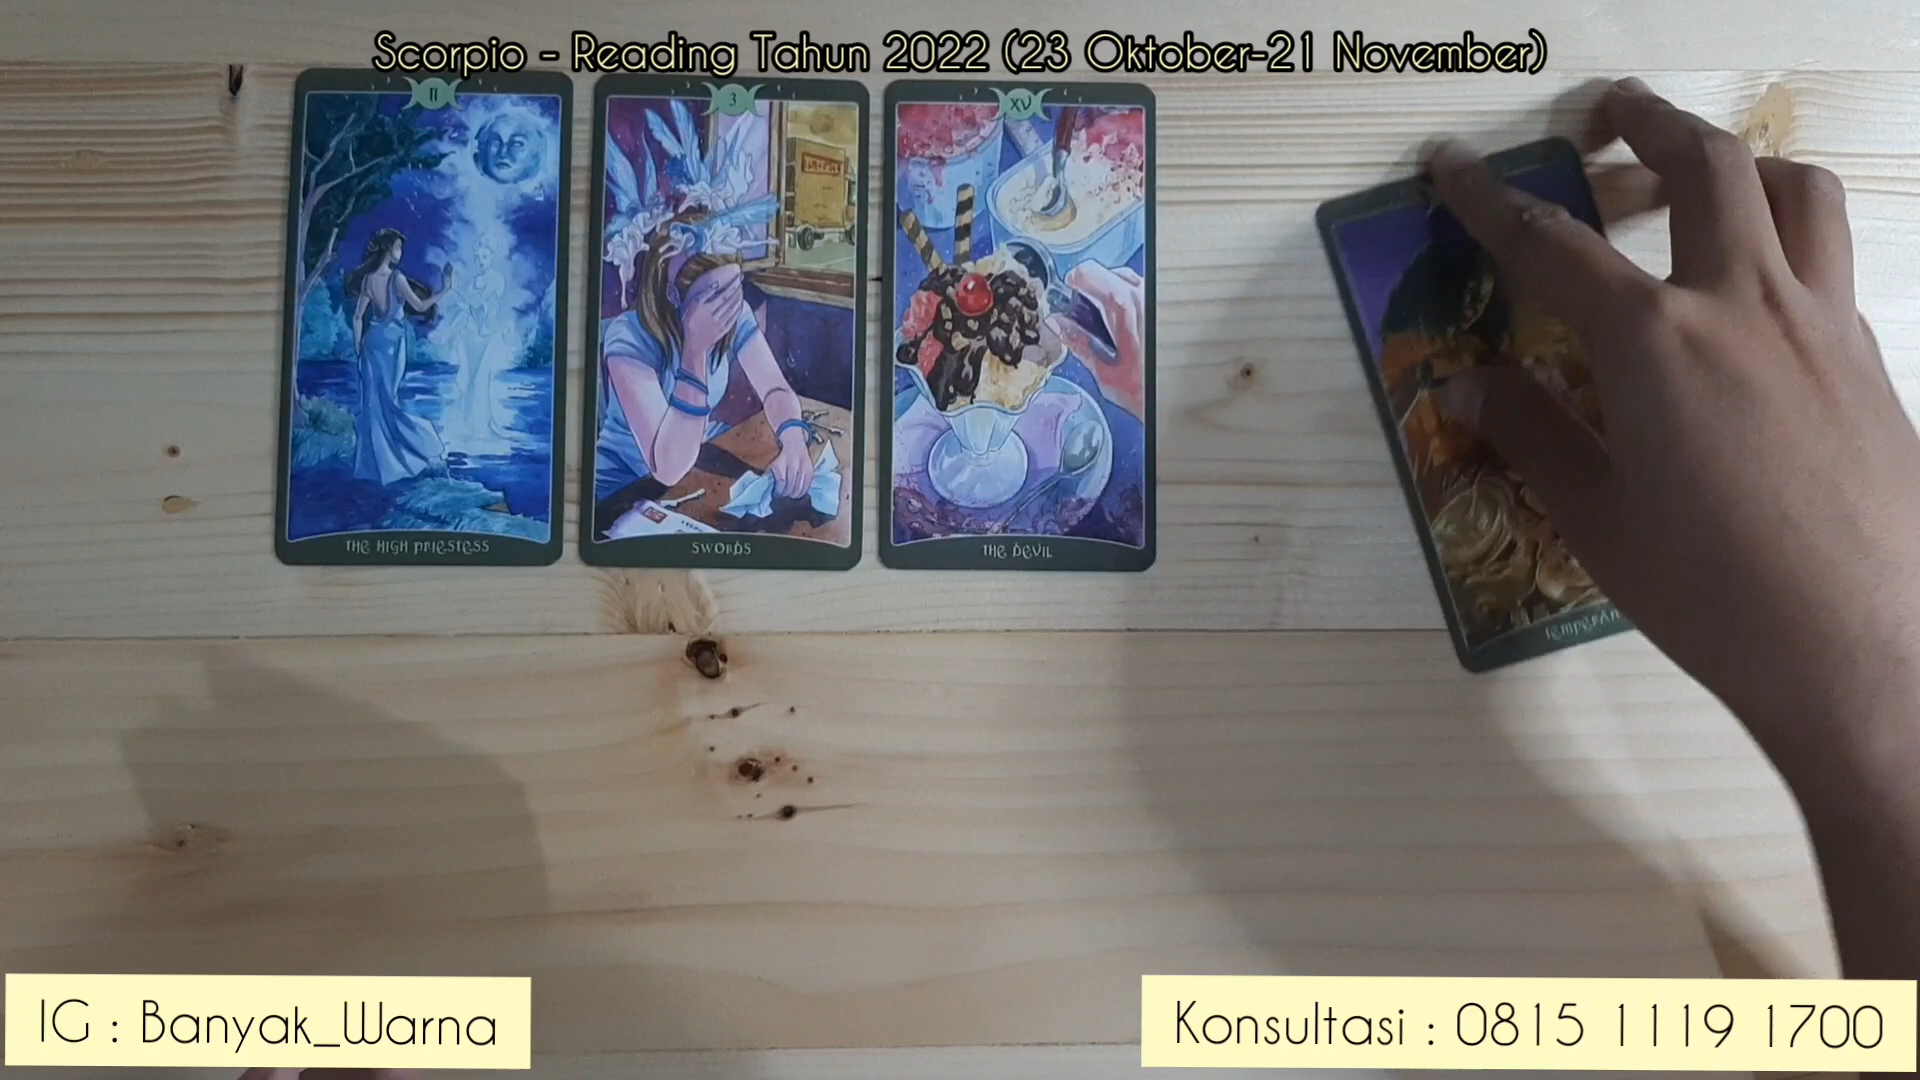 Scorpio - Reading Tahun 2022 (23 Oktober-21 November)
II
3
XV
THE HIGH PRIESTESS
SWORDS
THE DEVIL
IG : Banyak_Warna
Konsultasi : 0815 1119 1700